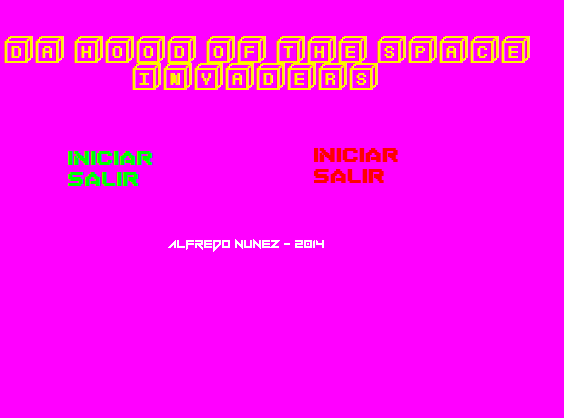 DA HOOD OF THE SPACE
INVADERS
INICIAR
SALIR
INICIAR
SALIR
ALFREDO NUNEZ - 2014